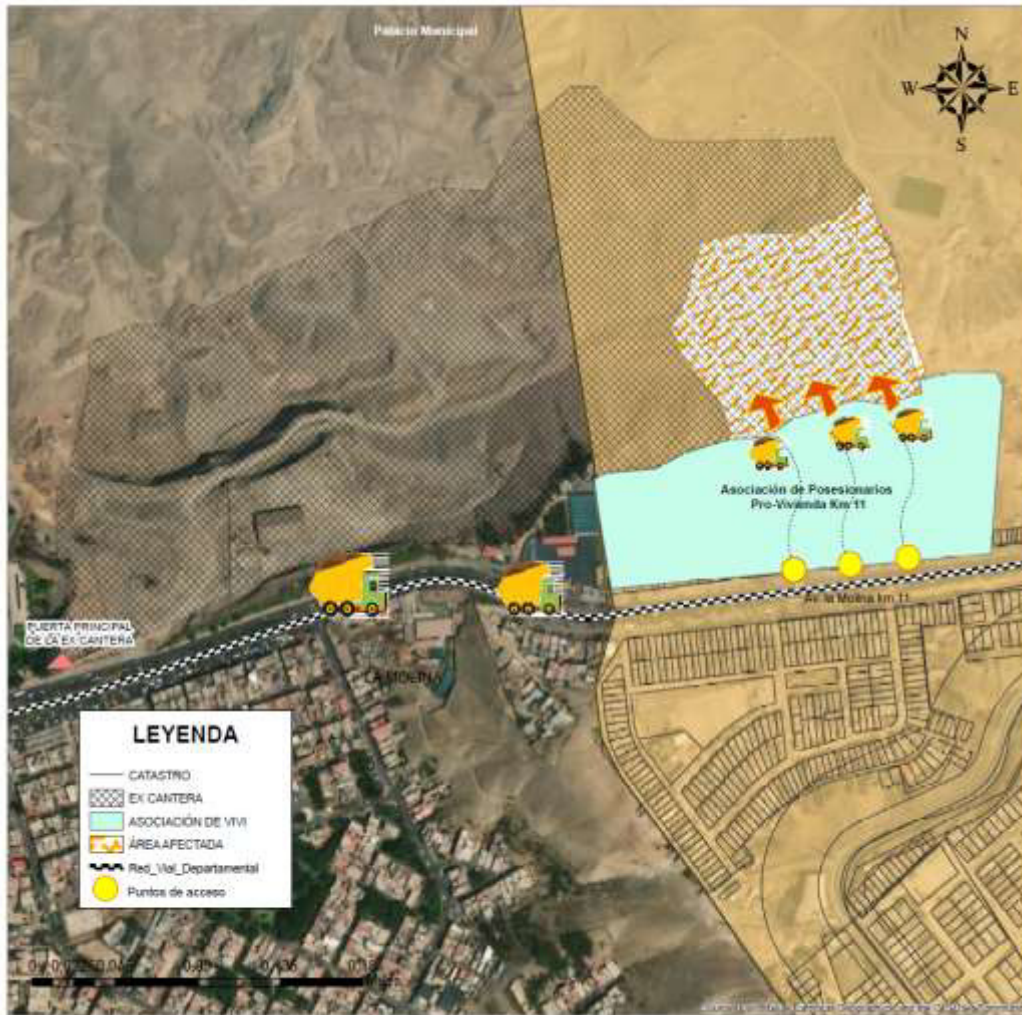 Palacio Municipal
N
W
E
S
Asociación de Posesionarios
Pro-Vivienda Km 11
Av. la Molina km 11
PUERTA PRINCIPAL
DE LA EX CANTERA
LA MOLINA
LEYENDA
CATASTRO
EX CANTERA
ASOCIACIÓN DE VIVI
ÁREA AFECTADA
Red_Vial_Departamental
Puntos de acceso